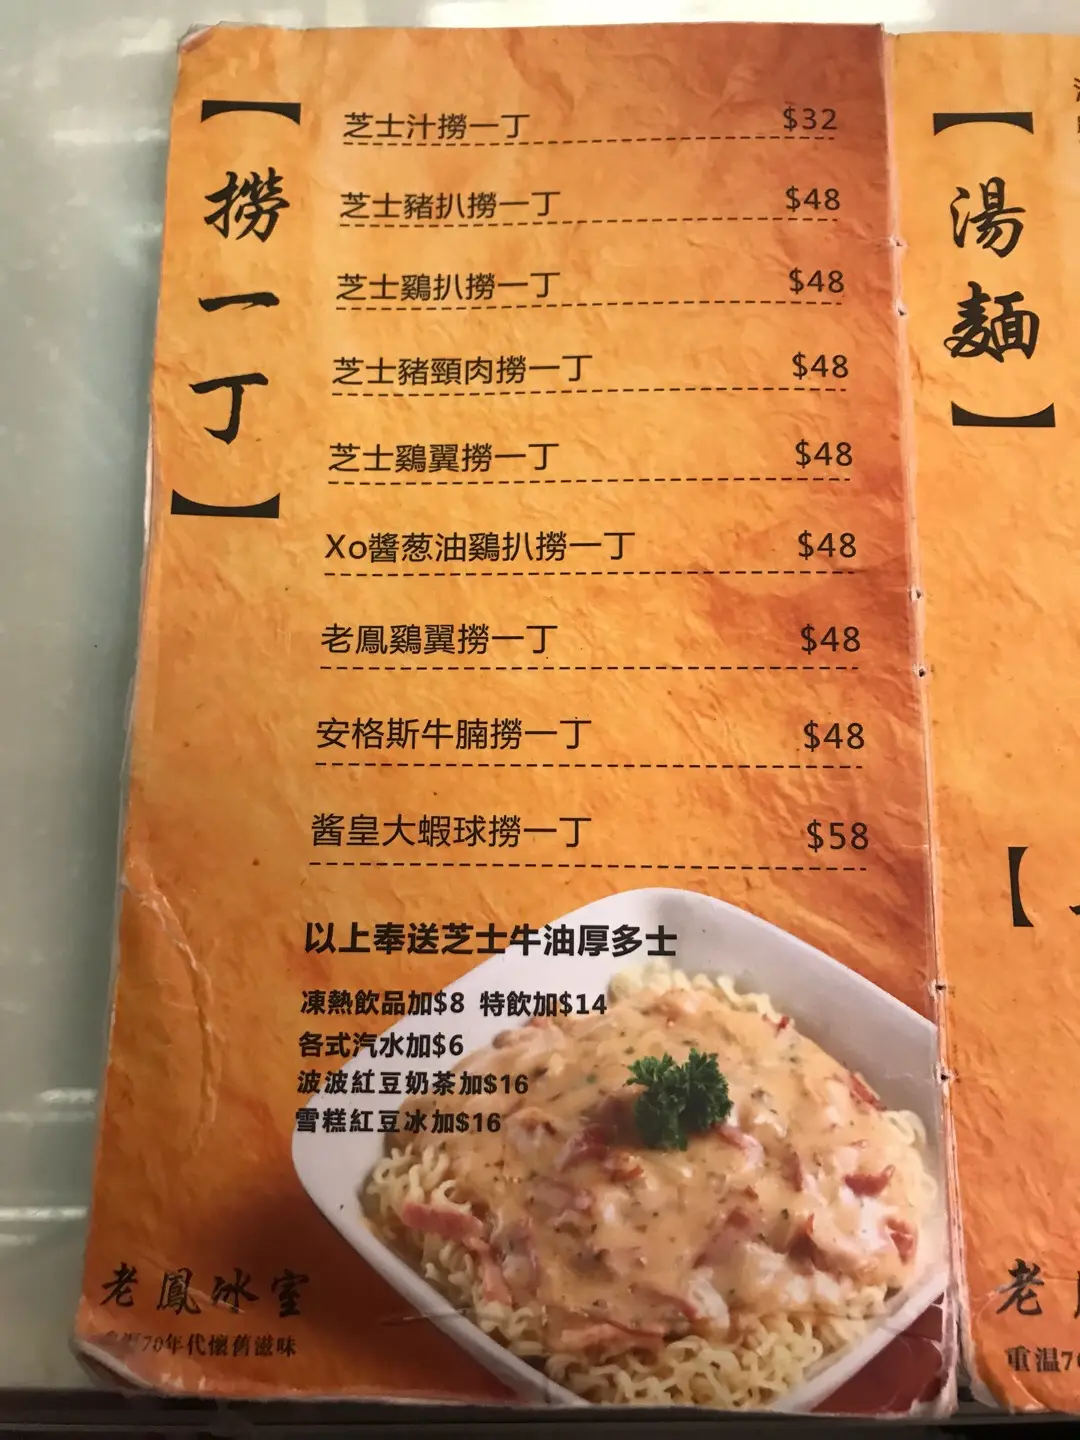 【撈一丁】
芝士汁撈一丁 $32
芝士豬扒撈一丁 $48
芝士鷄扒撈一丁 $48
芝士豬頸肉撈一丁 $48
芝士鷄翼撈一丁 $48
Xo醬葱油鷄扒撈一丁 $48
老鳳鷄翼撈一丁 $48
安格斯牛腩撈一丁 $48
醬皇大蝦球撈一丁 $58
以上奉送芝士牛油厚多士
凍熱飲品加$8 特飲加$14
各式汽水加$6
波波紅豆奶茶加$16
雪糕紅豆冰加$16
老鳳冰室
70年代懷舊滋味
【湯麵】
【
老
重温7